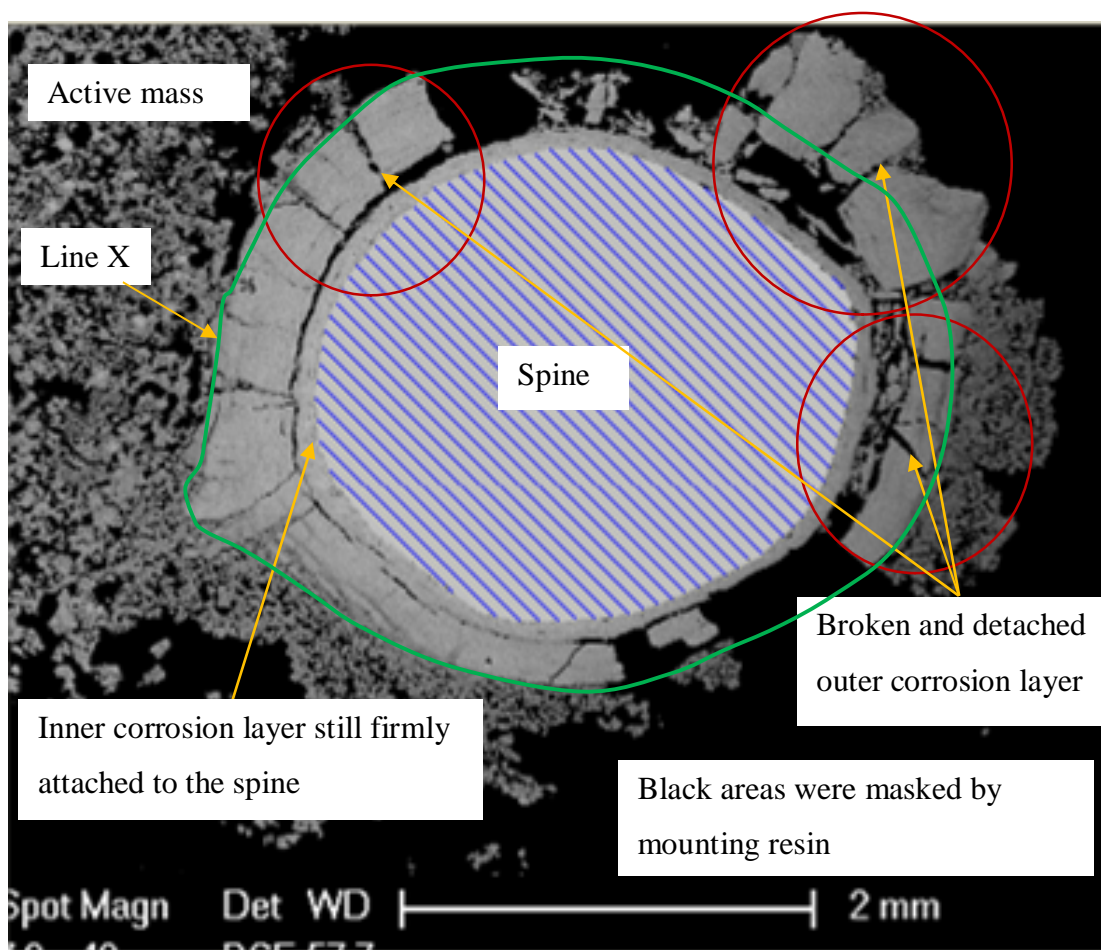 Active mass
Line X
Spine
Broken and detached
outer corrosion layer
Inner corrosion layer still firmly
attached to the spine
Black areas were masked by
mounting resin
Spot Magn Det WD 2 mm